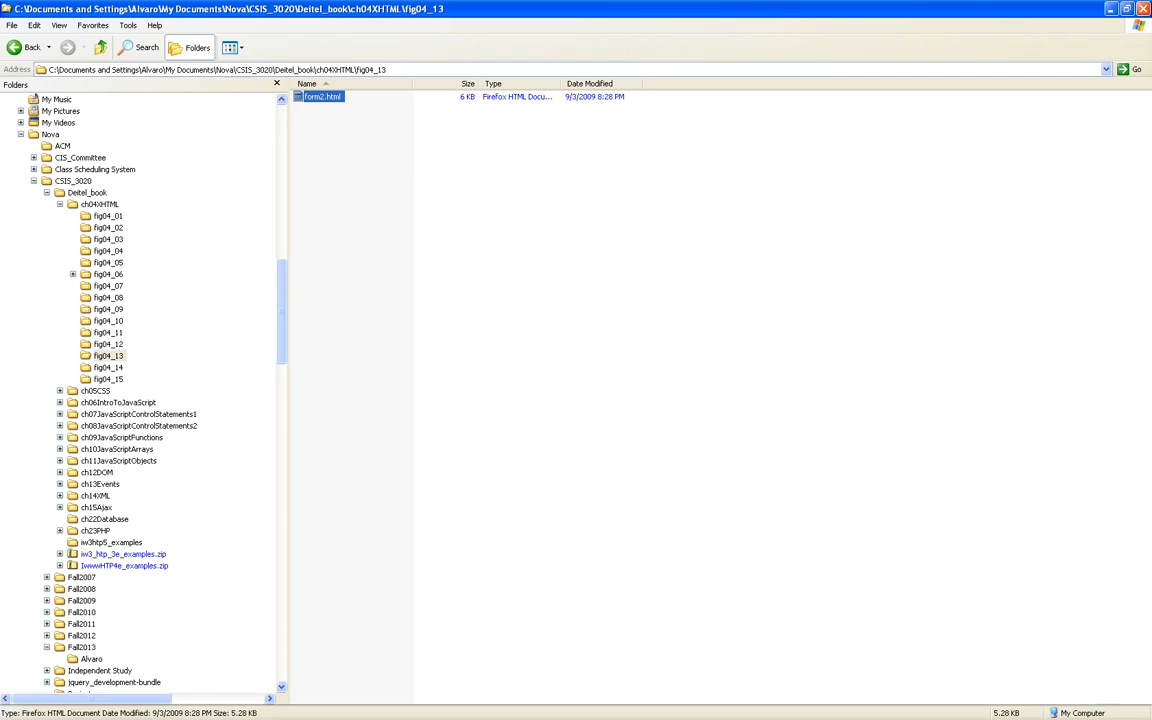 C:\Documents and Settings\Alvaro\My Documents\Nova\CSIS_3020\Deitel_book\ch04XHTML\fig04_13
File Edit View Favorites Tools Help
Back Search Folders
Address C:\Documents and Settings\Alvaro\My Documents\Nova\CSIS_3020\Deitel_book\ch04XHTML\fig04_13 Go
Folders
Name Size Type Date Modified
form2.html 6 KB Firefox HTML Docu... 9/3/2009 8:28 PM
My Music
My Pictures
My Videos
Nova
ACM
CIS_Committee
Class Scheduling System
CSIS_3020
Deitel_book
ch04XHTML
fig04_01
fig04_02
fig04_03
fig04_04
fig04_05
fig04_06
fig04_07
fig04_08
fig04_09
fig04_10
fig04_11
fig04_12
fig04_13
fig04_14
fig04_15
ch05CSS
ch06IntroToJavaScript
ch07JavaScriptControlStatements1
ch08JavaScriptControlStatements2
ch09JavaScriptFunctions
ch10JavaScriptArrays
ch11JavaScriptObjects
ch12DOM
ch13Events
ch14XML
ch15Ajax
ch22Database
ch23PHP
iw3htp5_examples
iw3_htp_3e_examples.zip
IwwwHTP4e_examples.zip
Fall2007
Fall2008
Fall2009
Fall2010
Fall2011
Fall2012
Fall2013
Alvaro
Independent Study
jquery_development-bundle
Type: Firefox HTML Document Date Modified: 9/3/2009 8:28 PM Size: 5.28 KB 5.28 KB My Computer